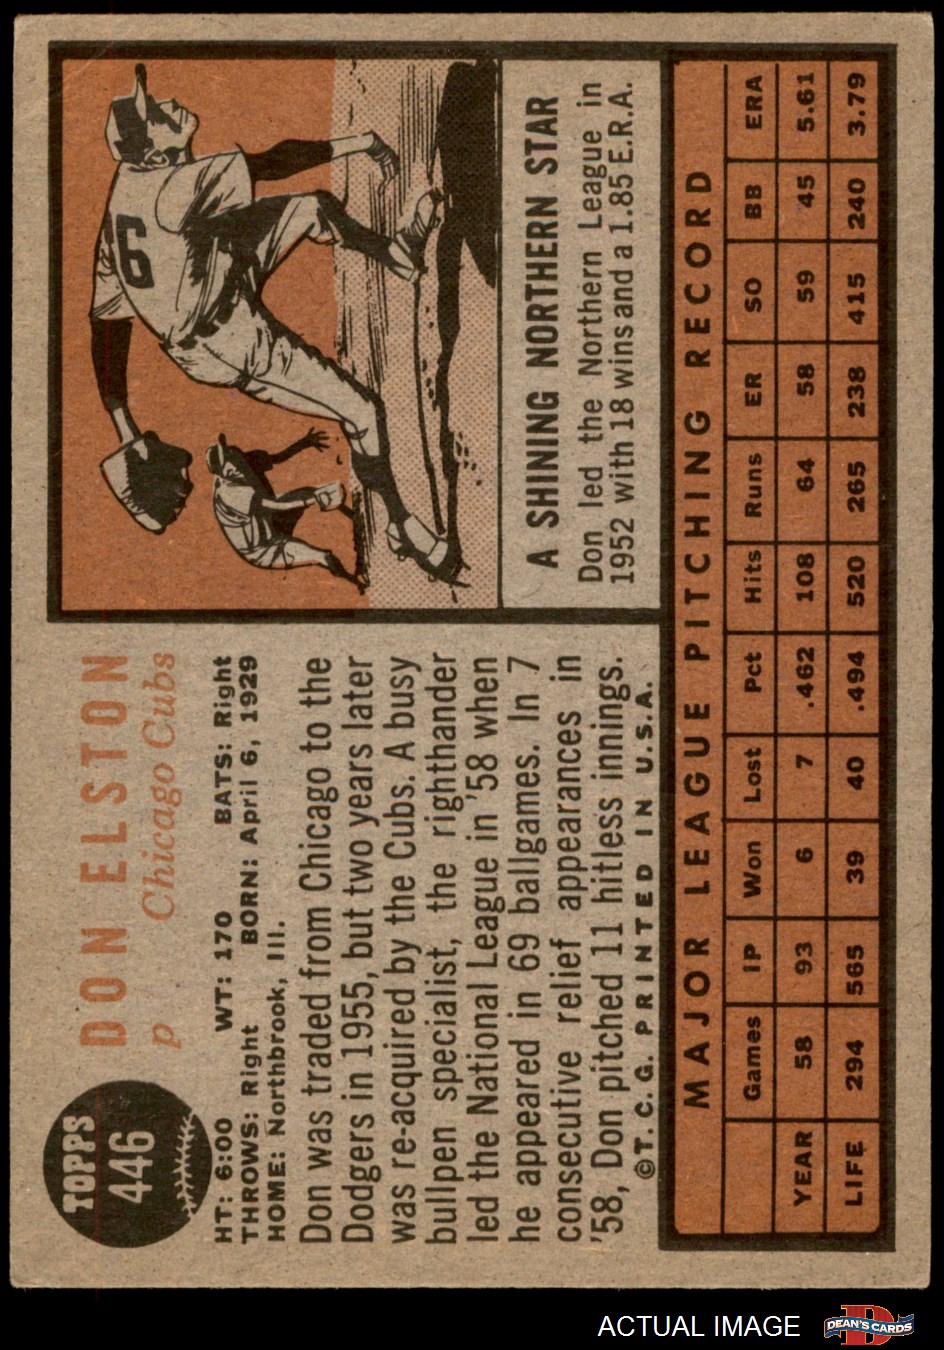 TOPPS
446
DON ELSTON
p Chicago Cubs
HT: 6:00 WT: 170 BATS: Right
THROWS: Right BORN: April 6, 1929
HOME: Northbrook, Ill.
Don was traded from Chicago to the
Dodgers in 1955, but two years later
was re-acquired by the Cubs. A busy
bullpen specialist, the righthander
led the National League in '58 when
he appeared in 69 ballgames. In 7
consecutive relief appearances in
'58, Don pitched 11 hitless innings.
©T. C. G. PRINTED IN U.S.A.
6
A SHINING NORTHERN STAR
Don led the Northern League in
1952 with 18 wins and a 1.85 E.R.A.
MAJOR LEAGUE PITCHING RECORD
Games IP Won Lost Pct Hits Runs ER SO BB ERA
YEAR 58 93 6 7 .462 108 64 58 59 45 5.61
LIFE 294 565 39 40 .494 520 265 238 415 240 3.79
ACTUAL IMAGE
D
DEAN'S CARDS